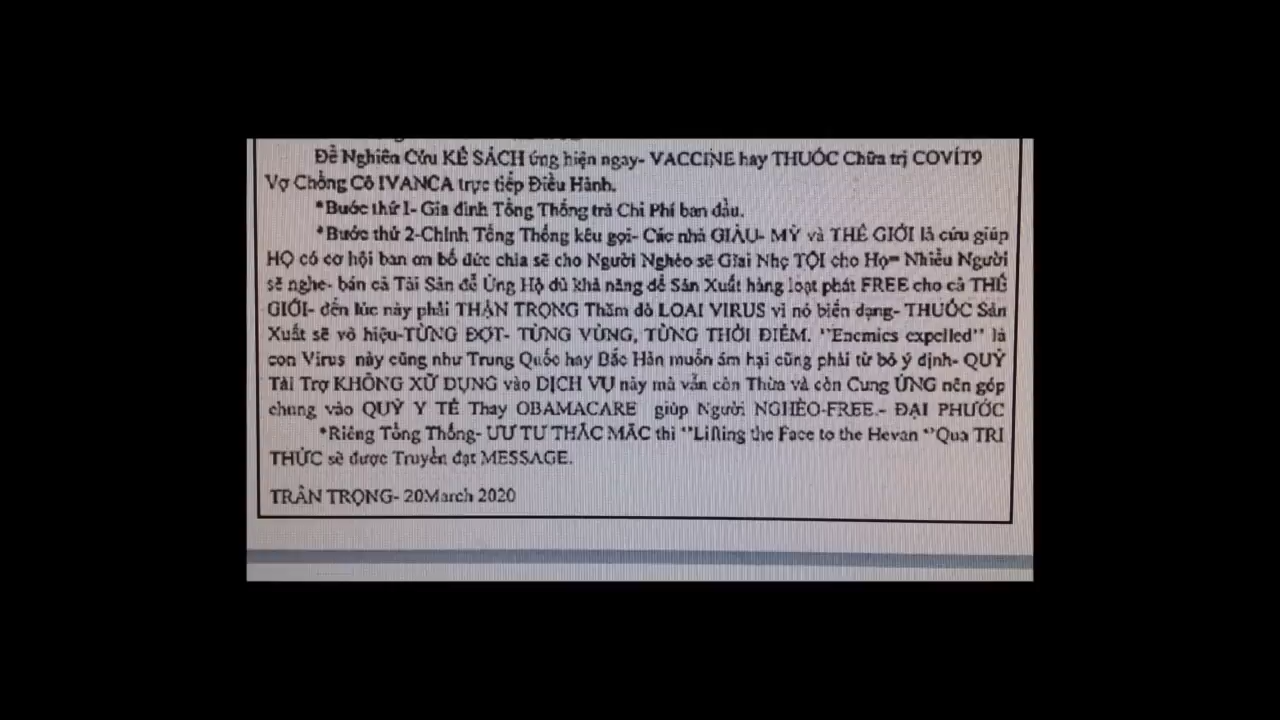 Đề Nghiên Cứu KẾ SÁCH ứng hiện ngay- VACCINE hay THUỐC Chữa trị COVÍT9
Vợ Chồng Cô IVANCA trực tiếp Điều Hành.
*Bước thứ I- Gia đình Tổng Thống trả Chi Phí ban đầu.
*Bước thứ 2-Chính Tổng Thống kêu gọi- Các nhà GIÀU- MỸ và THẾ GIỚI là cứu giúp
HỌ có cơ hội ban ơn bố đức chia sẽ cho Người Nghèo sẽ Giãi Nhẹ TỘI cho Họ= Nhiều Người
sẽ nghe- bán cả Tài Sản để Ửng Hộ đủ khả năng để Sản Xuất hàng loạt phát FREE cho cả THẾ
GIỚI- đến lúc này phải THẬN TRỌNG Thăm dò LOẠI VIRUS vì nó biến dạng- THUỐC Sản
Xuất sẽ vô hiệu-TỪNG ĐỢT- TỪNG VÙNG, TỪNG THỜI ĐIỂM. "Enemies expelled" là
con Virus này cũng như Trung Quốc hay Bắc Hàn muốn ám hại cũng phải từ bỏ ý định- QUỸ
Tài Trợ KHÔNG XỬ DỤNG vào DỊCH VỤ này mà vẫn còn Thừa và còn Cung ỨNG nên góp
chung vào QUỸ Y TẾ Thay OBAMACARE giúp Người NGHÈO-FREE.- ĐẠI PHƯỚC
*Riêng Tổng Thống- ƯU TƯ THẮC MẮC thì "Lifting the Face to the Hevan "Qua TRI
THỨC sẽ được Truyền đạt MESSAGE.
TRẦN TRỌNG- 20March 2020